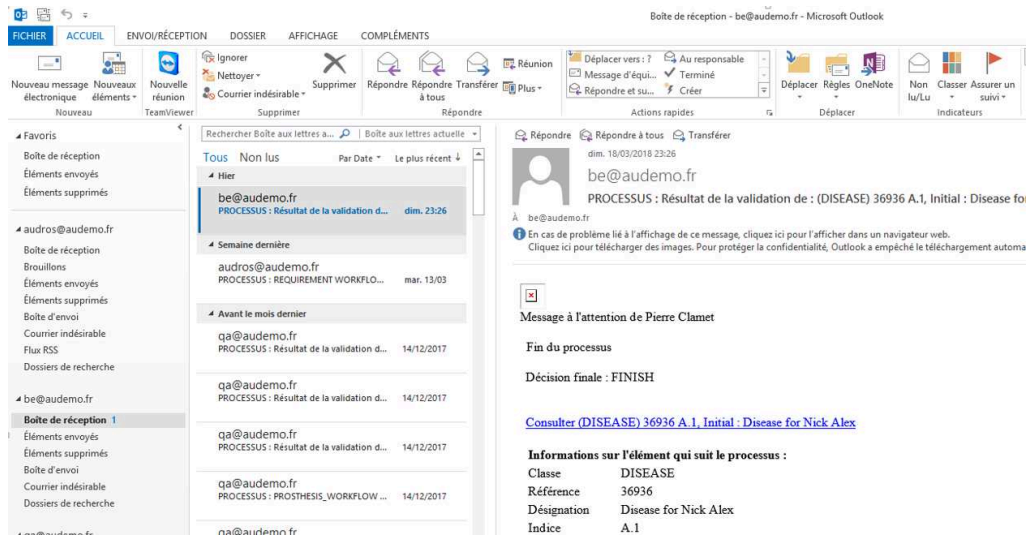 Boîte de réception - be@audemo.fr - Microsoft Outlook
FICHIER ACCUEIL ENVOI/RÉCEPTION DOSSIER AFFICHAGE COMPLÉMENTS
Nouveau message électronique
Nouveaux éléments
Nouveau
Nouvelle réunion
TeamViewer
Ignorer
Nettoyer
Courrier indésirable
Supprimer
Supprimer
Répondre
Répondre à tous
Transférer
Réunion
Plus
Répondre
Déplacer vers : ?
Message d'équi...
Répondre et su...
Au responsable
Terminé
Créer
Actions rapides
Déplacer
Règles
OneNote
Déplacer
Non lu/Lu
Classer
Assurer un suivi
Indicateurs
Favoris
Boîte de réception
Éléments envoyés
Éléments supprimés
audros@audemo.fr
Boîte de réception
Brouillons
Éléments envoyés
Éléments supprimés
Boîte d'envoi
Courrier indésirable
Flux RSS
Dossiers de recherche
be@audemo.fr
Boîte de réception 1
Éléments envoyés
Éléments supprimés
Boîte d'envoi
Courrier indésirable
Dossiers de recherche
Rechercher Boîte aux lettres a... Boîte aux lettres actuelle
Tous Non lus Par Date Le plus récent
Hier
be@audemo.fr
PROCESSUS : Résultat de la validation d... dim. 23:26
Semaine dernière
audros@audemo.fr
PROCESSUS : REQUIREMENT WORKFLO... mar. 13/03
Avant le mois dernier
qa@audemo.fr
PROCESSUS : Résultat de la validation d... 14/12/2017
qa@audemo.fr
PROCESSUS : Résultat de la validation d... 14/12/2017
qa@audemo.fr
PROCESSUS : Résultat de la validation d... 14/12/2017
qa@audemo.fr
PROCESSUS : PROSTHESIS_WORKFLOW ... 14/12/2017
qa@audemo.fr
Répondre Répondre à tous Transférer
dim. 18/03/2018 23:26
be@audemo.fr
PROCESSUS : Résultat de la validation de : (DISEASE) 36936 A.1, Initial : Disease fo
À be@audemo.fr
En cas de problème lié à l'affichage de ce message, cliquez ici pour l'afficher dans un navigateur web.
Cliquez ici pour télécharger des images. Pour protéger la confidentialité, Outlook a empêché le téléchargement automa
Message à l'attention de Pierre Clamet
Fin du processus
Décision finale : FINISH
Consulter (DISEASE) 36936 A.1, Initial : Disease for Nick Alex
Informations sur l'élément qui suit le processus :
Classe DISEASE
Référence 36936
Désignation Disease for Nick Alex
Indice A.1